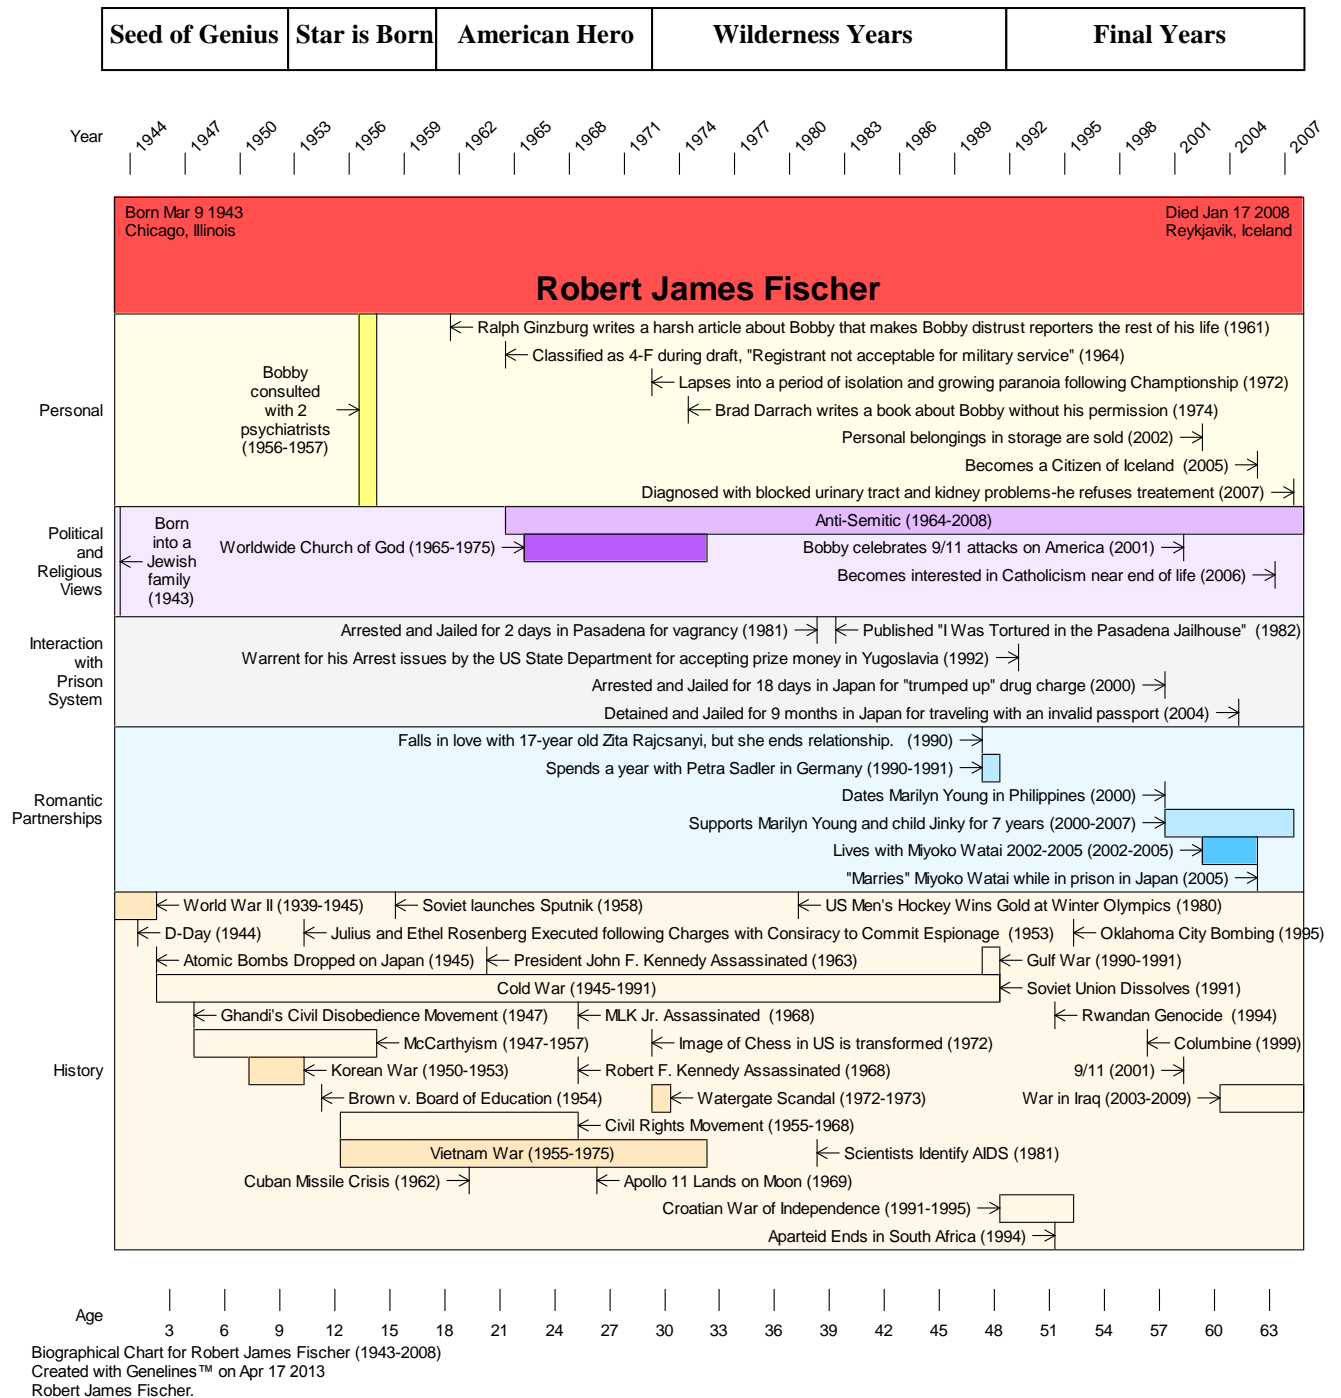 Seed of Genius Star is Born American Hero Wilderness Years Final Years
Year 1944 1947 1950 1953 1956 1959 1962 1965 1968 1971 1974 1977 1980 1983 1986 1989 1992 1995 1998 2001 2004 2007
Born Mar 9 1943
Chicago, Illinois
Died Jan 17 2008
Reykjavik, Iceland
Robert James Fischer
Personal
Bobby
consulted
with 2
psychiatrists
(1956-1957)
Ralph Ginzburg writes a harsh article about Bobby that makes Bobby distrust reporters the rest of his life (1961)
Classified as 4-F during draft, "Registrant not acceptable for military service" (1964)
Lapses into a period of isolation and growing paranoia following Champtionship (1972)
Brad Darrach writes a book about Bobby without his permission (1974)
Personal belongings in storage are sold (2002)
Becomes a Citizen of Iceland (2005)
Diagnosed with blocked urinary tract and kidney problems-he refuses treatement (2007)
Political
and
Religious
Views
Born
into a
Jewish
family
(1943)
Anti-Semitic (1964-2008)
Worldwide Church of God (1965-1975)
Bobby celebrates 9/11 attacks on America (2001)
Becomes interested in Catholicism near end of life (2006)
Interaction
with
Prison
System
Arrested and Jailed for 2 days in Pasadena for vagrancy (1981)
Published "I Was Tortured in the Pasadena Jailhouse" (1982)
Warrent for his Arrest issues by the US State Department for accepting prize money in Yugoslavia (1992)
Arrested and Jailed for 18 days in Japan for "trumped up" drug charge (2000)
Detained and Jailed for 9 months in Japan for traveling with an invalid passport (2004)
Romantic
Partnerships
Falls in love with 17-year old Zita Rajcsanyi, but she ends relationship. (1990)
Spends a year with Petra Sadler in Germany (1990-1991)
Dates Marilyn Young in Philippines (2000)
Supports Marilyn Young and child Jinky for 7 years (2000-2007)
Lives with Miyoko Watai 2002-2005 (2002-2005)
"Marries" Miyoko Watai while in prison in Japan (2005)
History
World War II (1939-1945)
Soviet launches Sputnik (1958)
US Men's Hockey Wins Gold at Winter Olympics (1980)
D-Day (1944)
Julius and Ethel Rosenberg Executed following Charges with Consiracy to Commit Espionage (1953)
Oklahoma City Bombing (1995)
Atomic Bombs Dropped on Japan (1945)
President John F. Kennedy Assassinated (1963)
Gulf War (1990-1991)
Cold War (1945-1991)
Soviet Union Dissolves (1991)
Ghandi's Civil Disobedience Movement (1947)
MLK Jr. Assassinated (1968)
Rwandan Genocide (1994)
McCarthyism (1947-1957)
Image of Chess in US is transformed (1972)
Columbine (1999)
Korean War (1950-1953)
Robert F. Kennedy Assassinated (1968)
9/11 (2001)
Brown v. Board of Education (1954)
Watergate Scandal (1972-1973)
War in Iraq (2003-2009)
Civil Rights Movement (1955-1968)
Vietnam War (1955-1975)
Scientists Identify AIDS (1981)
Cuban Missile Crisis (1962)
Apollo 11 Lands on Moon (1969)
Croatian War of Independence (1991-1995)
Aparteid Ends in South Africa (1994)
Age 3 6 9 12 15 18 21 24 27 30 33 36 39 42 45 48 51 54 57 60 63
Biographical Chart for Robert James Fischer (1943-2008)
Created with Genelines™ on Apr 17 2013
Robert James Fischer.